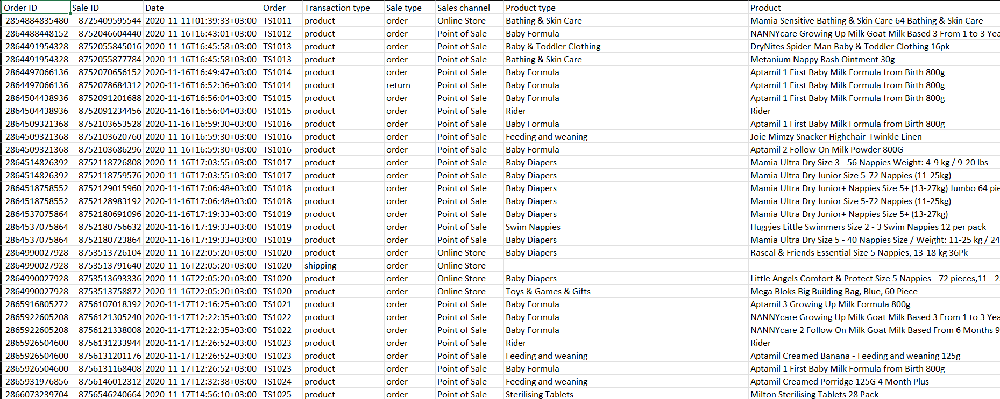 Order ID Sale ID Date Order Transaction type Sale type Sales channel Product type Product
2854884835480 8725409595544 2020-11-11T01:39:33+03:00 TS1011 product order Online Store Bathing & Skin Care Mamia Sensitive Bathing & Skin Care 64 Bathing & Skin Care
2864488448152 8752046604440 2020-11-16T16:43:01+03:00 TS1012 product order Point of Sale Baby Formula NANNYcare Growing Up Milk Goat Milk Based 3 From 1 to 3 Yea
2864491954328 8752055845016 2020-11-16T16:45:58+03:00 TS1013 product order Point of Sale Baby & Toddler Clothing DryNites Spider-Man Baby & Toddler Clothing 16pk
2864491954328 8752055877784 2020-11-16T16:45:58+03:00 TS1013 product order Point of Sale Bathing & Skin Care Metanium Nappy Rash Ointment 30g
2864497066136 8752070656152 2020-11-16T16:49:47+03:00 TS1014 product order Point of Sale Baby Formula Aptamil 1 First Baby Milk Formula from Birth 800g
2864497066136 8752078684312 2020-11-16T16:52:36+03:00 TS1014 product return Point of Sale Baby Formula Aptamil 1 First Baby Milk Formula from Birth 800g
2864504438936 8752091201688 2020-11-16T16:56:04+03:00 TS1015 product order Point of Sale Baby Formula Aptamil 1 First Baby Milk Formula from Birth 800g
2864504438936 8752091234456 2020-11-16T16:56:04+03:00 TS1015 product order Point of Sale Rider Rider
2864509321368 8752103653528 2020-11-16T16:59:30+03:00 TS1016 product order Point of Sale Baby Formula Aptamil 1 First Baby Milk Formula from Birth 800g
2864509321368 8752103620760 2020-11-16T16:59:30+03:00 TS1016 product order Point of Sale Feeding and weaning Joie Mimzy Snacker Highchair-Twinkle Linen
2864509321368 8752103686296 2020-11-16T16:59:30+03:00 TS1016 product order Point of Sale Baby Formula Aptamil 2 Follow On Milk Powder 800G
2864514826392 8752118726808 2020-11-16T17:03:55+03:00 TS1017 product order Point of Sale Baby Diapers Mamia Ultra Dry Size 3 - 56 Nappies Weight: 4-9 kg / 9-20 lbs
2864514826392 8752118759576 2020-11-16T17:03:55+03:00 TS1017 product order Point of Sale Baby Diapers Mamia Ultra Dry Junior Size 5-72 Nappies (11-25kg)
2864518758552 8752129015960 2020-11-16T17:06:48+03:00 TS1018 product order Point of Sale Baby Diapers Mamia Ultra Dry Junior+ Nappies Size 5+ (13-27kg) Jumbo 64 pie
2864518758552 8752128983192 2020-11-16T17:06:48+03:00 TS1018 product order Point of Sale Baby Diapers Mamia Ultra Dry Junior Size 5-72 Nappies (11-25kg)
2864537075864 8752180691096 2020-11-16T17:19:33+03:00 TS1019 product order Point of Sale Baby Diapers Mamia Ultra Dry Junior+ Nappies Size 5+ (13-27kg)
2864537075864 8752180756632 2020-11-16T17:19:33+03:00 TS1019 product order Point of Sale Swim Nappies Huggies Little Swimmers Size 2 - 3 Swim Nappies 12 per pack
2864537075864 8752180723864 2020-11-16T17:19:33+03:00 TS1019 product order Point of Sale Baby Diapers Mamia Ultra Dry Size 5 - 40 Nappies Size / Weight: 11-25 kg / 24
2864990027928 8753513726104 2020-11-16T22:05:20+03:00 TS1020 product order Online Store Baby Diapers Rascal & Friends Essential Size 5 Nappies, 13-18 kg 36Pk
2864990027928 8753513791640 2020-11-16T22:05:20+03:00 TS1020 shipping order Online Store
2864990027928 8753513693336 2020-11-16T22:05:20+03:00 TS1020 product order Online Store Baby Diapers Little Angels Comfort & Protect Size 5 Nappies - 72 pieces,11 - 2
2864990027928 8753513758872 2020-11-16T22:05:20+03:00 TS1020 product order Online Store Toys & Games & Gifts Mega Bloks Big Building Bag, Blue, 60 Piece
2865916805272 8756107018392 2020-11-17T12:16:25+03:00 TS1021 product order Point of Sale Baby Formula Aptamil 3 Growing Up Milk Formula 800g
2865922605208 8756121305240 2020-11-17T12:22:35+03:00 TS1022 product order Point of Sale Baby Formula NANNYcare Growing Up Milk Goat Milk Based 3 From 1 to 3 Yea
2865922605208 8756121338008 2020-11-17T12:22:35+03:00 TS1022 product order Point of Sale Baby Formula NANNYcare 2 Follow On Milk Goat Milk Based From 6 Months 9
2865926504600 8756131233944 2020-11-17T12:26:52+03:00 TS1023 product order Point of Sale Rider Rider
2865926504600 8756131201176 2020-11-17T12:26:52+03:00 TS1023 product order Point of Sale Feeding and weaning Aptamil Creamed Banana - Feeding and weaning 125g
2865926504600 8756131168408 2020-11-17T12:26:52+03:00 TS1023 product order Point of Sale Baby Formula Aptamil 1 First Baby Milk Formula from Birth 800g
2865931976856 8756146012312 2020-11-17T12:32:38+03:00 TS1024 product order Point of Sale Feeding and weaning Aptamil Creamed Porridge 125G 4 Month Plus
2866073239704 8756546240664 2020-11-17T14:56:10+03:00 TS1025 product order Point of Sale Sterilising Tablets Milton Sterilising Tablets 28 Pack